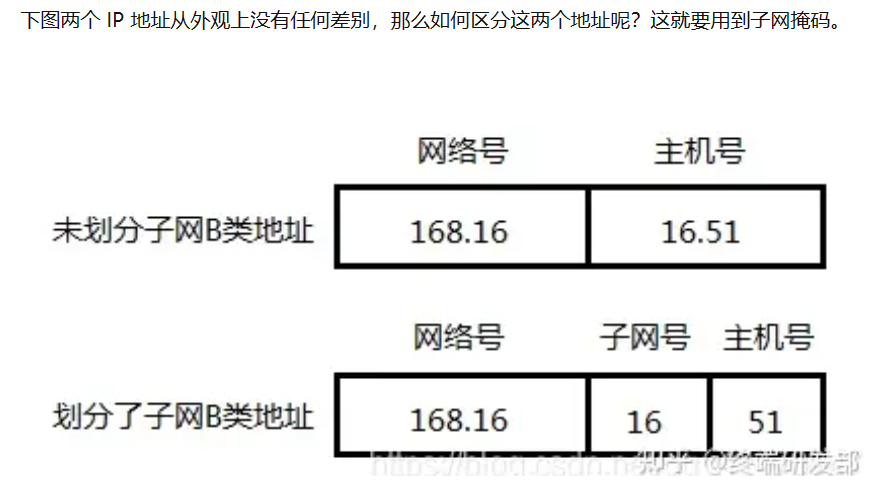 下图两个 IP 地址从外观上没有任何差别，那么如何区分这两个地址呢？这就要用到子网掩码。
网络号 主机号
未划分子网B类地址 168.16 16.51
网络号 子网号 主机号
划分了子网B类地址 168.16 16 51
知乎 @终端研发部